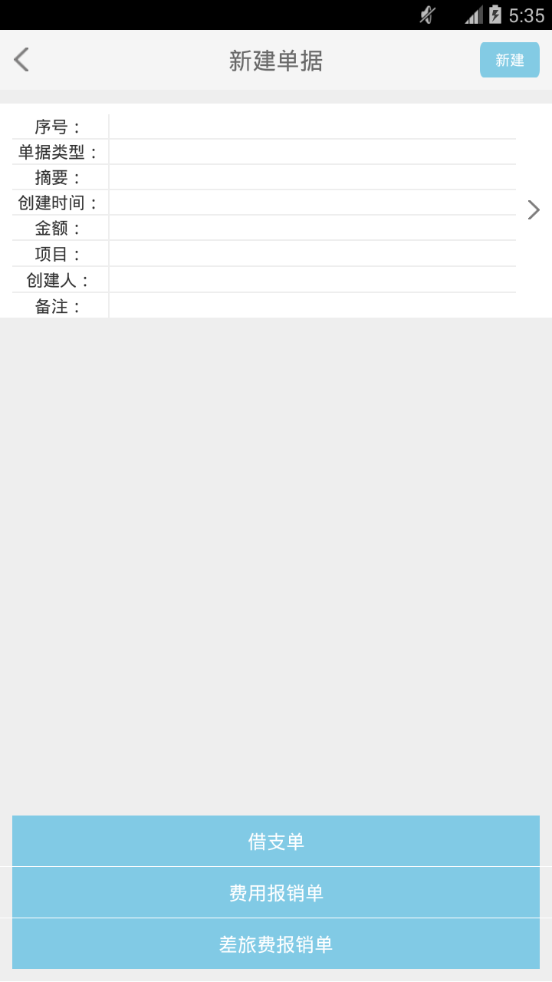 5:35
新建单据
新建
序号：
单据类型：
摘要：
创建时间：
金额：
项目：
创建人：
备注：
借支单
费用报销单
差旅费报销单